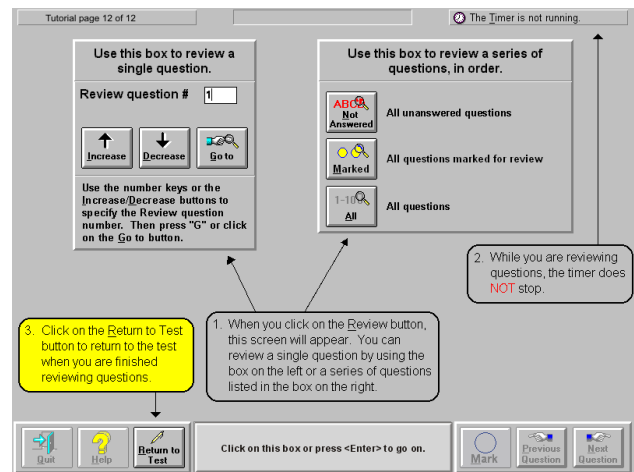 Tutorial page 12 of 12
The Timer is not running.
Use this box to review a
single question.
Review question # 1
Increase
Decrease
Go to
Use the number keys or the
Increase/Decrease buttons to
specify the Review question
number. Then press "G" or click
on the Go to button.
Use this box to review a series of
questions, in order.
ABCD
Not
Answered
All unanswered questions
Marked
All questions marked for review
1-100
All
All questions
2. While you are reviewing
questions, the timer does
NOT stop.
3. Click on the Return to Test
button to return to the test
when you are finished
reviewing questions.
1. When you click on the Review button,
this screen will appear. You can
review a single question by using the
box on the left or a series of questions
listed in the box on the right.
Quit
Help
Return to
Test
Click on this box or press <Enter> to go on.
Mark
Previous
Question
Next
Question